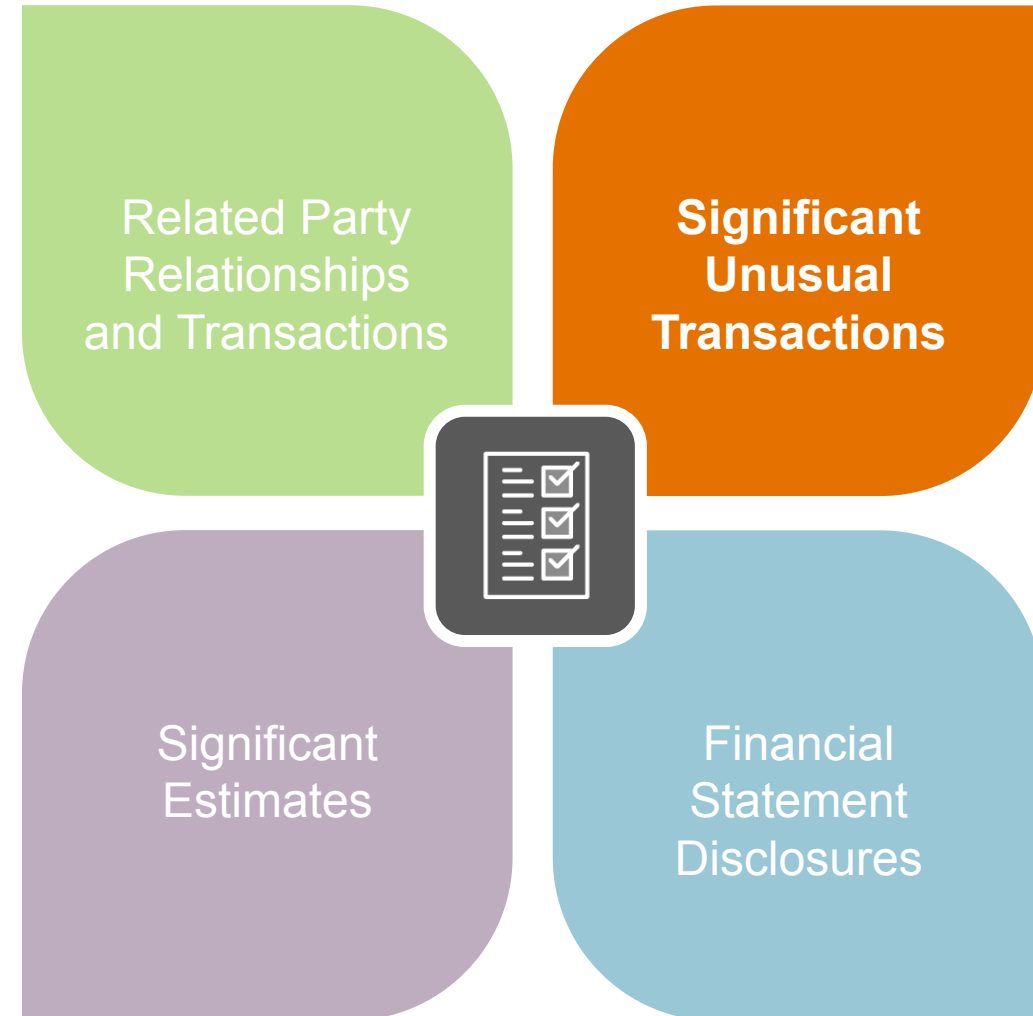 Related Party
Relationships
and Transactions
Significant
Unusual
Transactions
Significant
Estimates
Financial
Statement
Disclosures